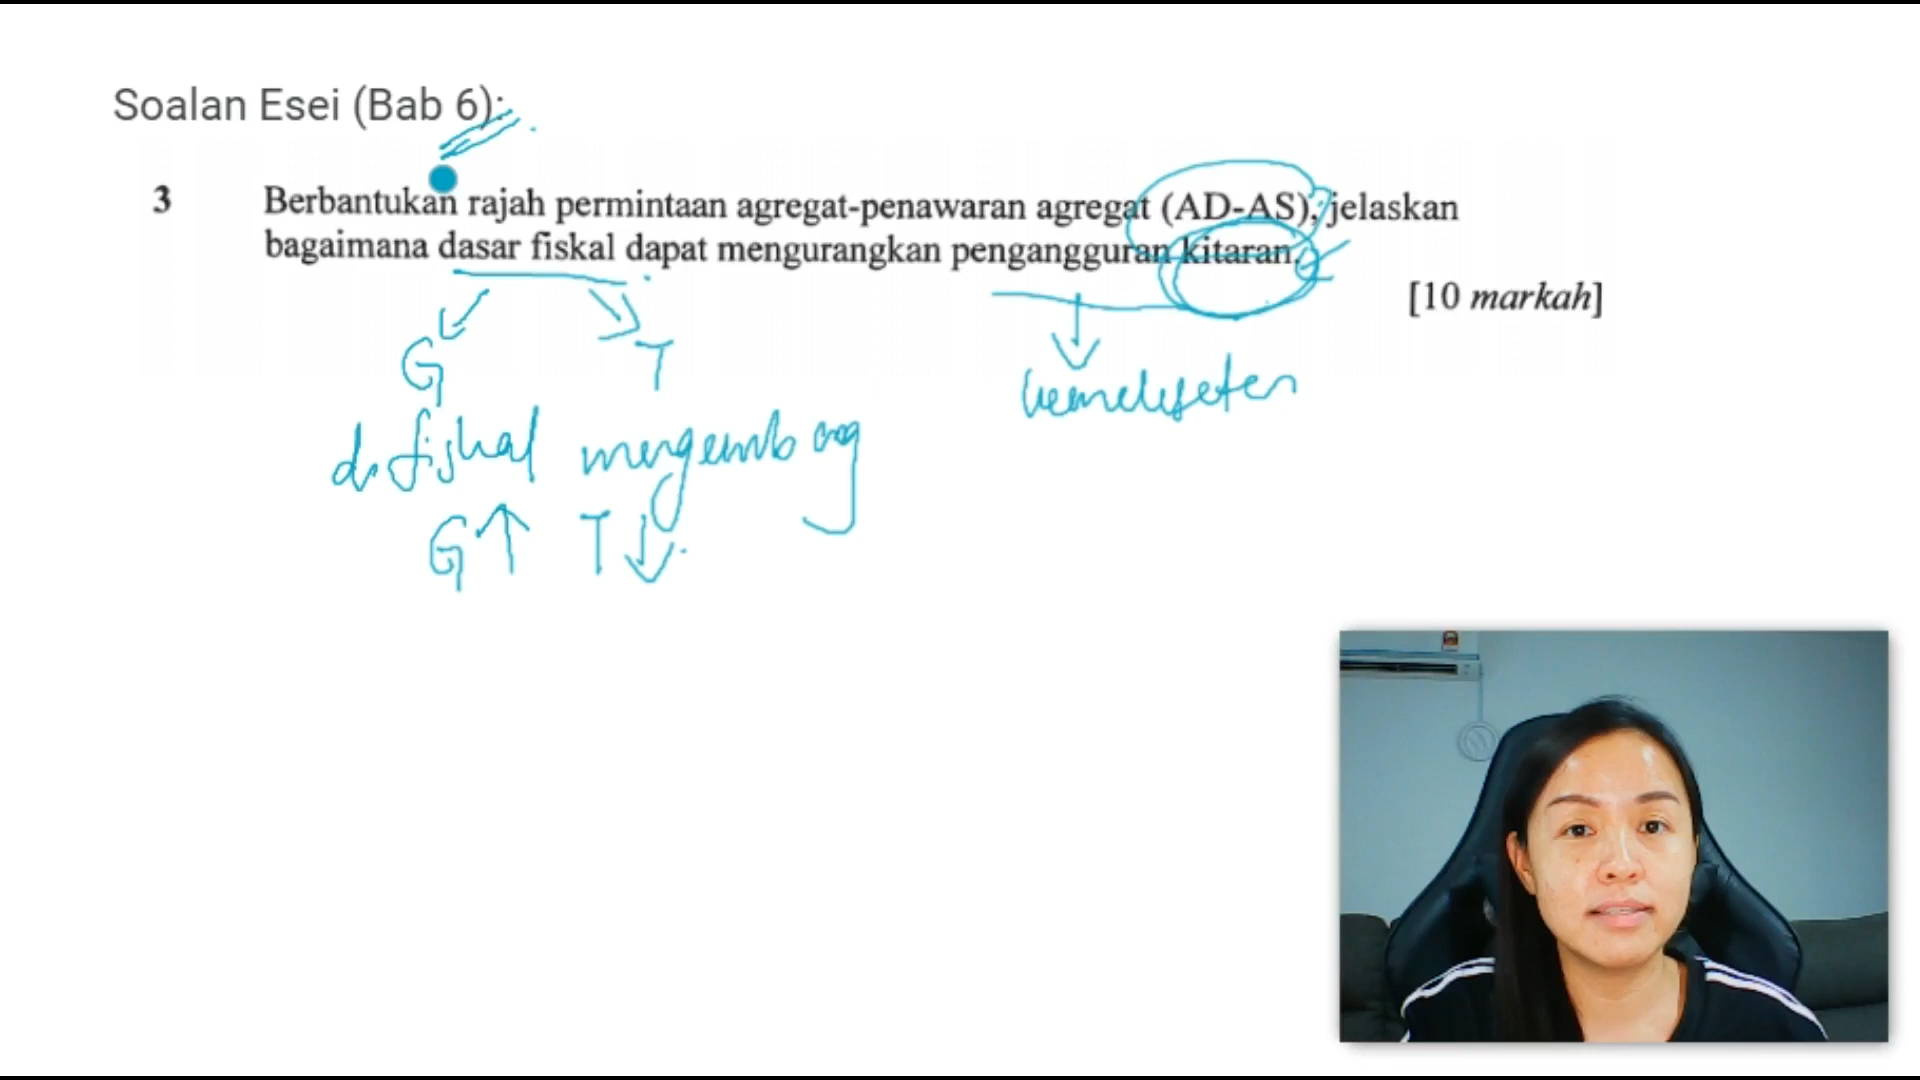 Soalan Esei (Bab 6):
3 Berbantukan rajah permintaan agregat-penawaran agregat (AD-AS), jelaskan
bagaimana dasar fiskal dapat mengurangkan pengangguran kitaran.
[10 markah]
G T
kemelesetan
d. fiskal mengembang
G↑ T↓